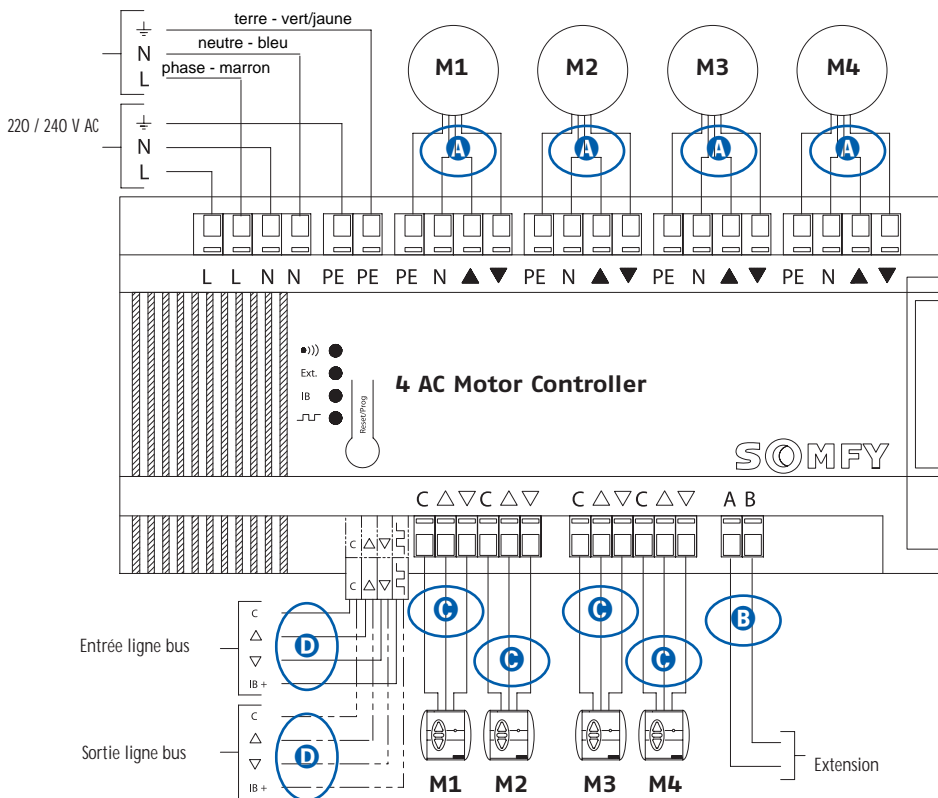 terre - vert/jaune
N neutre - bleu
L phase - marron
220 / 240 V AC
N
L
M1 M2 M3 M4
A A A A
L L N N PE PE PE N ▲ ▼ PE N ▲ ▼ PE N ▲ ▼ PE N ▲ ▼
•)))
Ext.
IB
Reset/Prog
4 AC Motor Controller
SOMFY
C △ ▽ C △ ▽ C △ ▽ C △ ▽ A B
C △ ▽
C △ ▽
C C B
C C
Entrée ligne bus
C
△
▽
IB +
D
Sortie ligne bus
C
△
▽
IB +
D
M1 M2 M3 M4
Extension